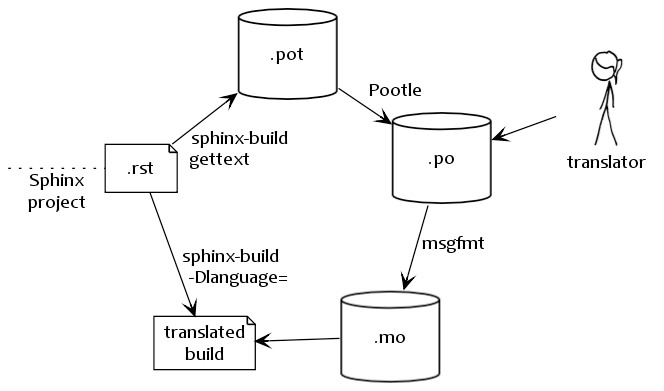 .pot
Pootle
sphinx-build
gettext
.rst
.po
translator
Sphinx
project
msgfmt
sphinx-build
-Dlanguage=
translated
build
.mo